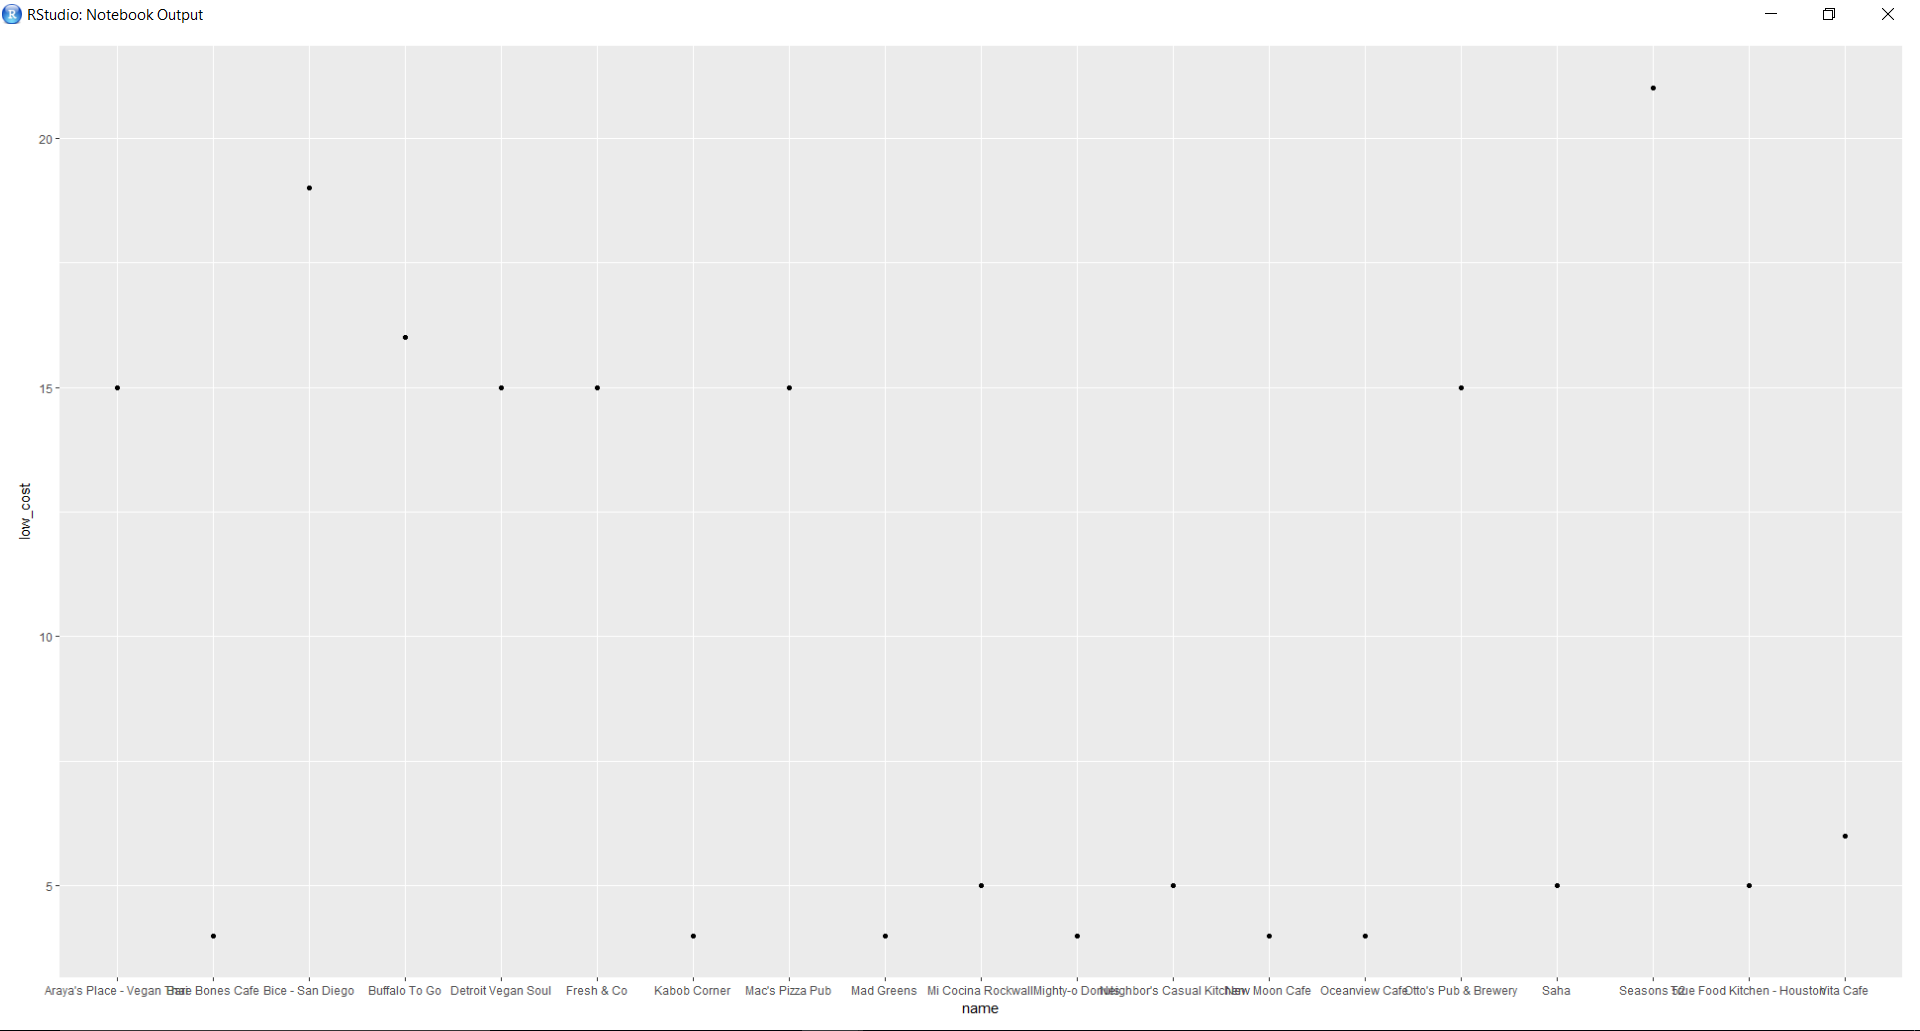 RStudio: Notebook Output
20
15
10
5
low_cost
Araya's Place - Vegan Thai Bare Bones Cafe Bice - San Diego Buffalo To Go Detroit Vegan Soul Fresh & Co Kabob Corner Mac's Pizza Pub Mad Greens Mi Cocina Rockwall Mighty-o Donuts Neighbor's Casual Kitchen New Moon Cafe Oceanview Cafe Otto's Pub & Brewery Saha Seasons 52 True Food Kitchen - Houston Vita Cafe
name